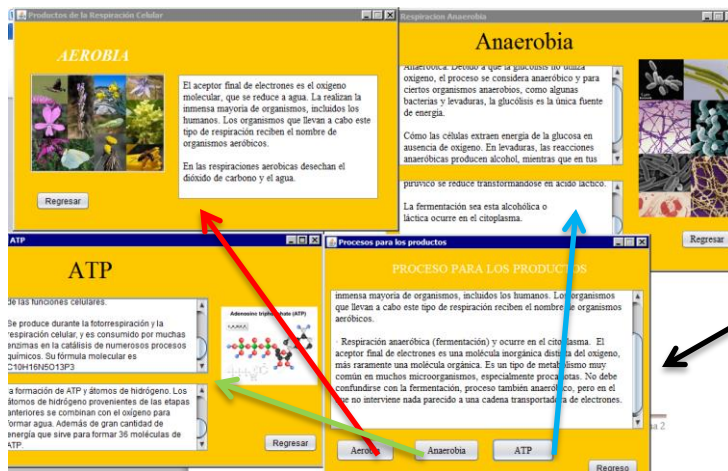 Productos de la Respiración Celular
AEROBIA
El aceptor final de electrones es el oxígeno
molecular, que se reduce a agua. La realizan la
inmensa mayoría de organismos, incluidos los
humanos. Los organismos que llevan a cabo este
tipo de respiración reciben el nombre de
organismos aeróbicos.
En las respiraciones aerobicas desechan el
dióxido de carbono y el agua.
Regresar
Respiracion Anaerobia
Anaerobia
Anaeróbica. Debido a que la glucólisis no utiliza
oxígeno, el proceso se considera anaeróbico y para
ciertos organismos anaerobios, como algunas
bacterias y levaduras, la glucólisis es la única fuente
de energía.
Cómo las células extraen energía de la glucosa en
ausencia de oxígeno. En levaduras, las reacciones
anaeróbicas producen alcohol, mientras que en tus
pirúvico se reduce transformándose en ácido láctico.
La fermentación sea esta alcohólica o
láctica ocurre en el citoplasma.
Regresar
ATP
ATP
de las funciones celulares.
Se produce durante la fotorrespiración y la
respiración celular, y es consumido por muchas
enzimas en la catálisis de numerosos procesos
químicos. Su fórmula molecular es
C10H16N5O13P3
a formación de ATP y átomos de hidrógeno. Los
átomos de hidrógeno provenientes de las etapas
anteriores se combinan con el oxígeno para
formar agua. Además de gran cantidad de
energía que sirve para formar 36 moléculas de
ATP.
Adenosine triphosphate (ATP)
Regresar
Procesos para los productos
PROCESO PARA LOS PRODUCTOS
inmensa mayoría de organismos, incluidos los humanos. Los organismos
que llevan a cabo este tipo de respiración reciben el nombre de organismos
aeróbicos.
· Respiración anaeróbica (fermentación) y ocurre en el citoplasma. El
aceptor final de electrones es una molécula inorgánica distinta del oxígeno,
más raramente una molécula orgánica. Es un tipo de metabolismo muy
común en muchos microorganismos, especialmente procariotas. No debe
confundirse con la fermentación, proceso también anaeróbico, pero en el
que no interviene nada parecido a una cadena transportadora de electrones.
Aerobia
Anaerobia
ATP
Regreso
na 2